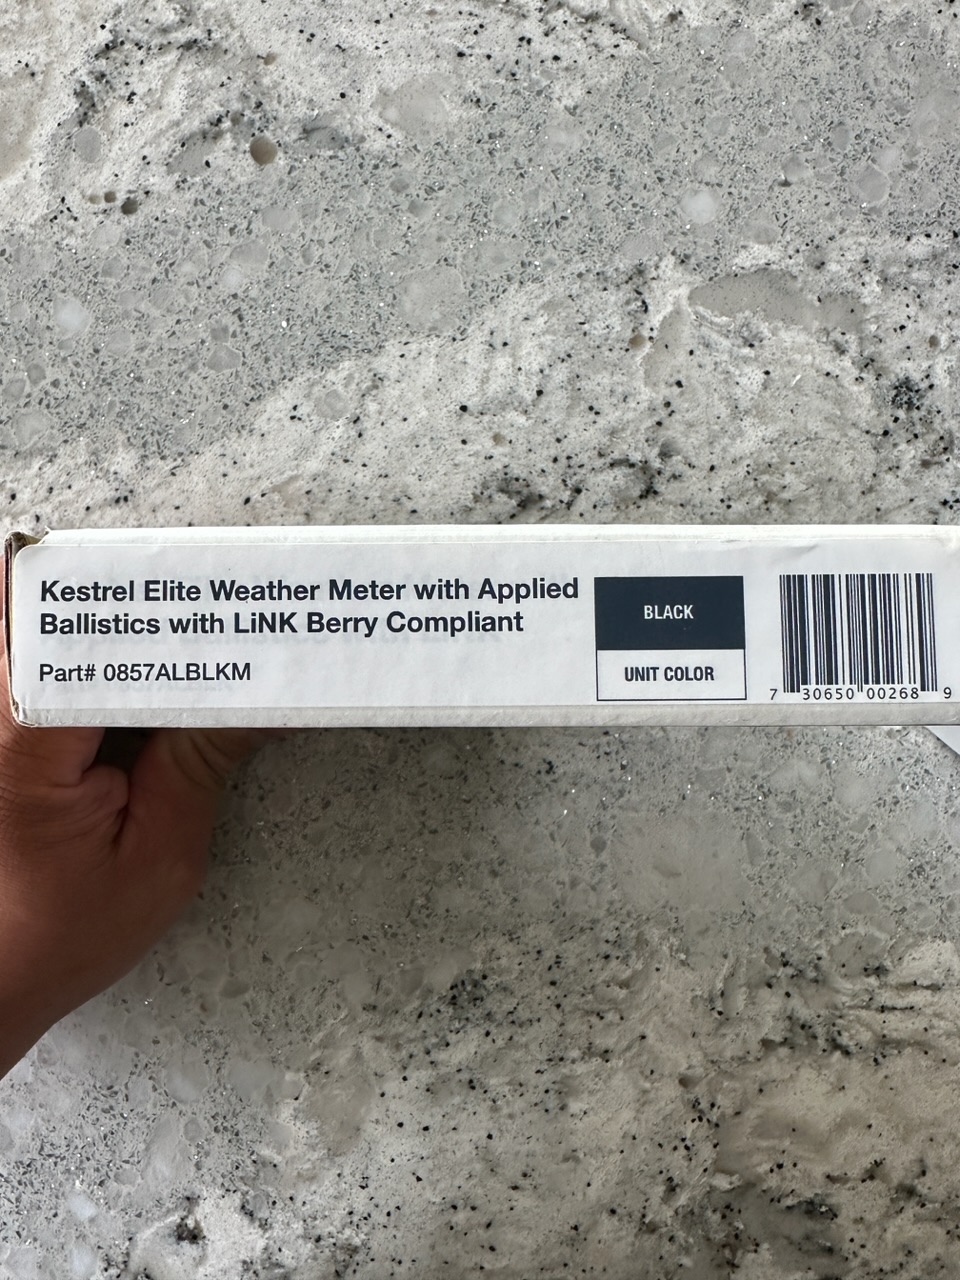 Kestrel Elite Weather Meter with Applied
Ballistics with LiNK Berry Compliant
Part# 0857ALBLKM
BLACK
UNIT COLOR
7 30650 00268 9